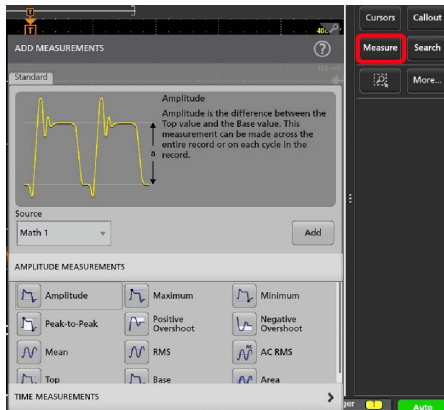 T
T
ADD MEASUREMENTS
?
Standard
Amplitude
Amplitude is the difference between the
Top value and the Base value. This
measurement can be made across the
entire record or on each cycle in the
record.
a
Source
Math 1
Add
AMPLITUDE MEASUREMENTS
Amplitude
Maximum
Minimum
Peak-to-Peak
Positive
Overshoot
Negative
Overshoot
Mean
RMS
AC RMS
Top
Base
Area
TIME MEASUREMENTS
Cursors
Callout
Measure
Search
More...
1
Auto